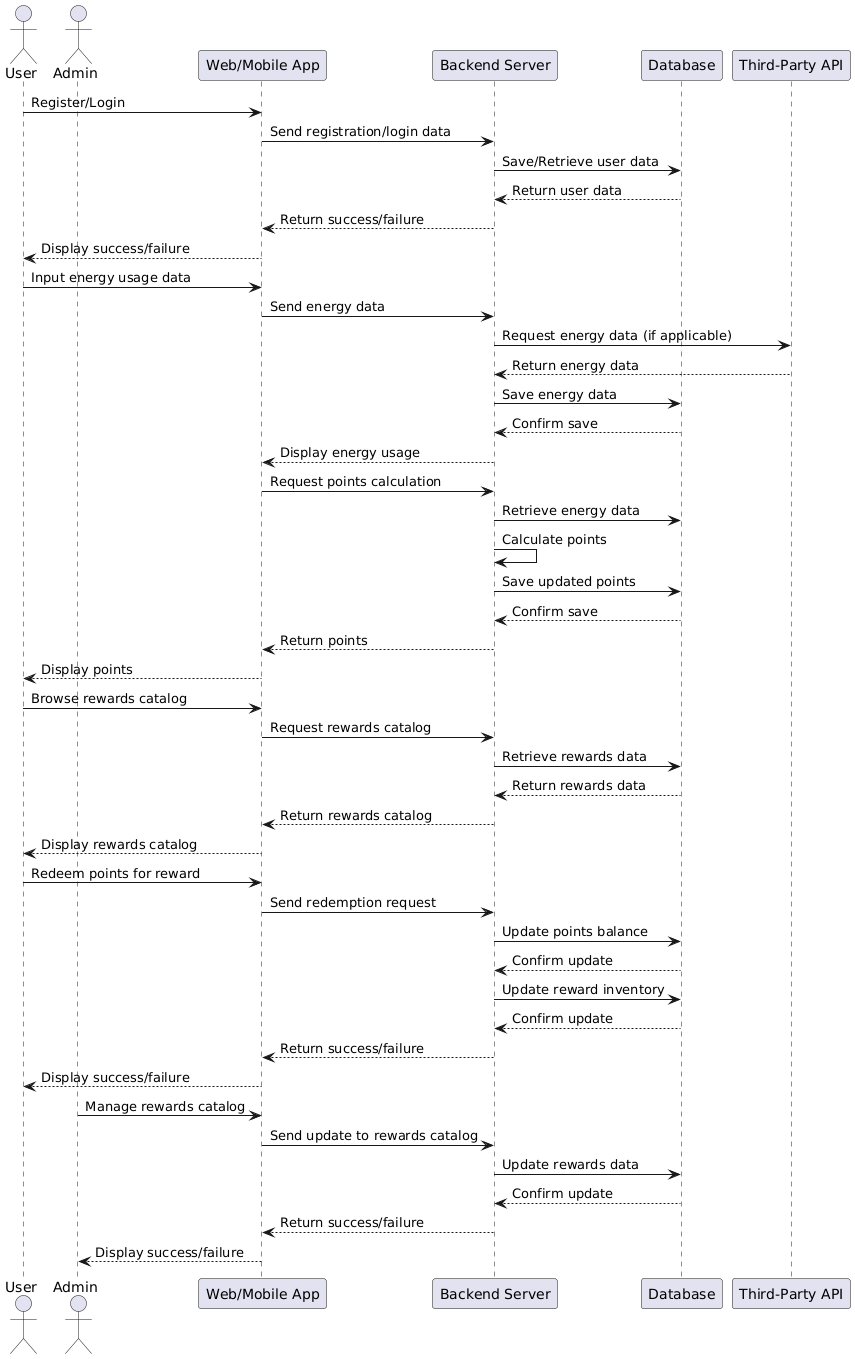 User
Admin
Web/Mobile App
Backend Server
Database
Third-Party API
Register/Login
Send registration/login data
Save/Retrieve user data
Return user data
Return success/failure
Display success/failure
Input energy usage data
Send energy data
Request energy data (if applicable)
Return energy data
Save energy data
Confirm save
Display energy usage
Request points calculation
Retrieve energy data
Calculate points
Save updated points
Confirm save
Return points
Display points
Browse rewards catalog
Request rewards catalog
Retrieve rewards data
Return rewards data
Return rewards catalog
Display rewards catalog
Redeem points for reward
Send redemption request
Update points balance
Confirm update
Update reward inventory
Confirm update
Return success/failure
Display success/failure
Manage rewards catalog
Send update to rewards catalog
Update rewards data
Confirm update
Return success/failure
Display success/failure
User
Admin
Web/Mobile App
Backend Server
Database
Third-Party API